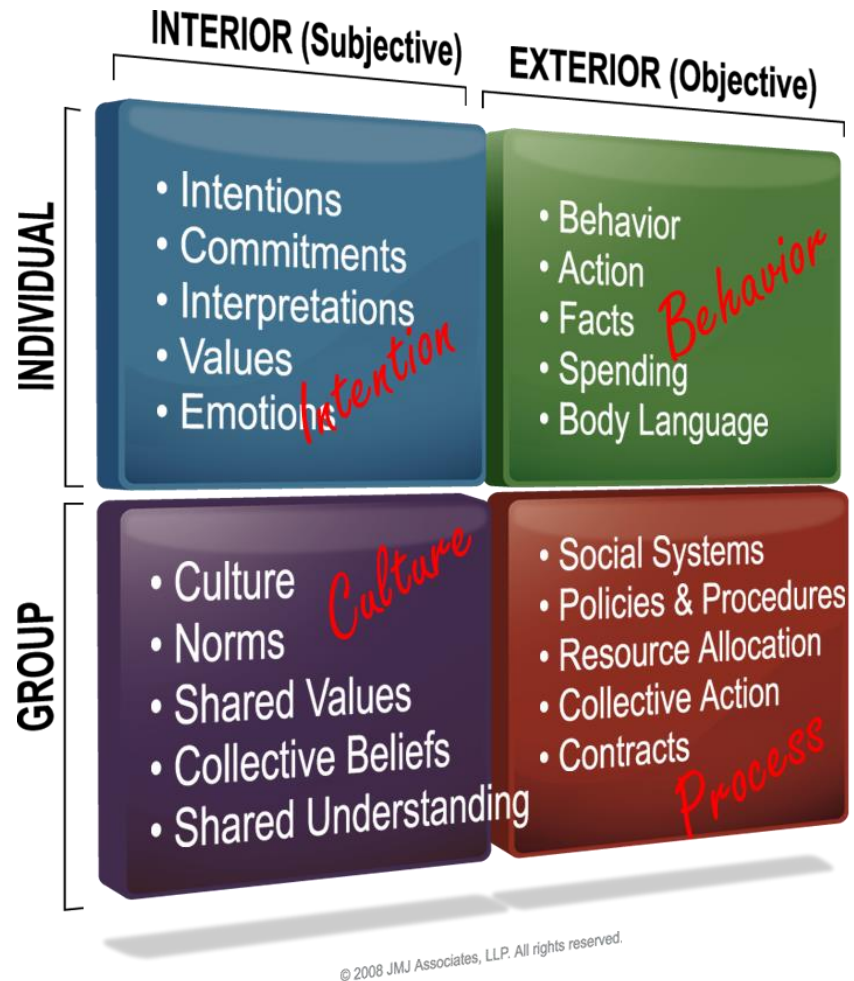 INTERIOR (Subjective)
EXTERIOR (Objective)
INDIVIDUAL
• Intentions
• Commitments
• Interpretations
• Values
• Emotions
Intention
• Behavior
• Action
• Facts
• Spending
• Body Language
Behavior
GROUP
• Culture
• Norms
• Shared Values
• Collective Beliefs
• Shared Understanding
Culture
• Social Systems
• Policies & Procedures
• Resource Allocation
• Collective Action
• Contracts
Process
© 2008 JMJ Associates, LLP. All rights reserved.